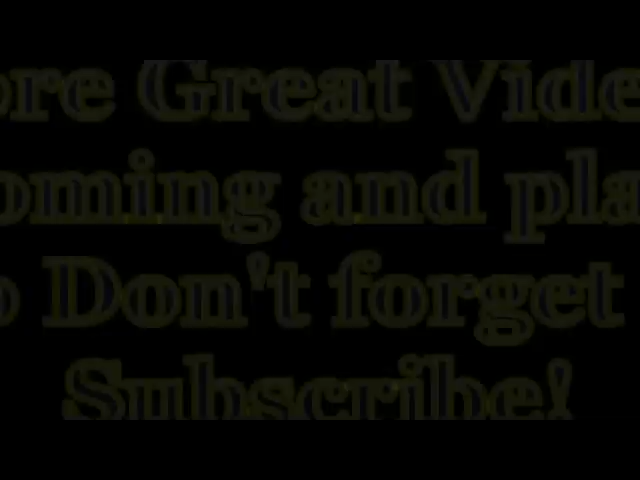 ore Great Vide
oming and pla
o Don't forget
Subscribe!